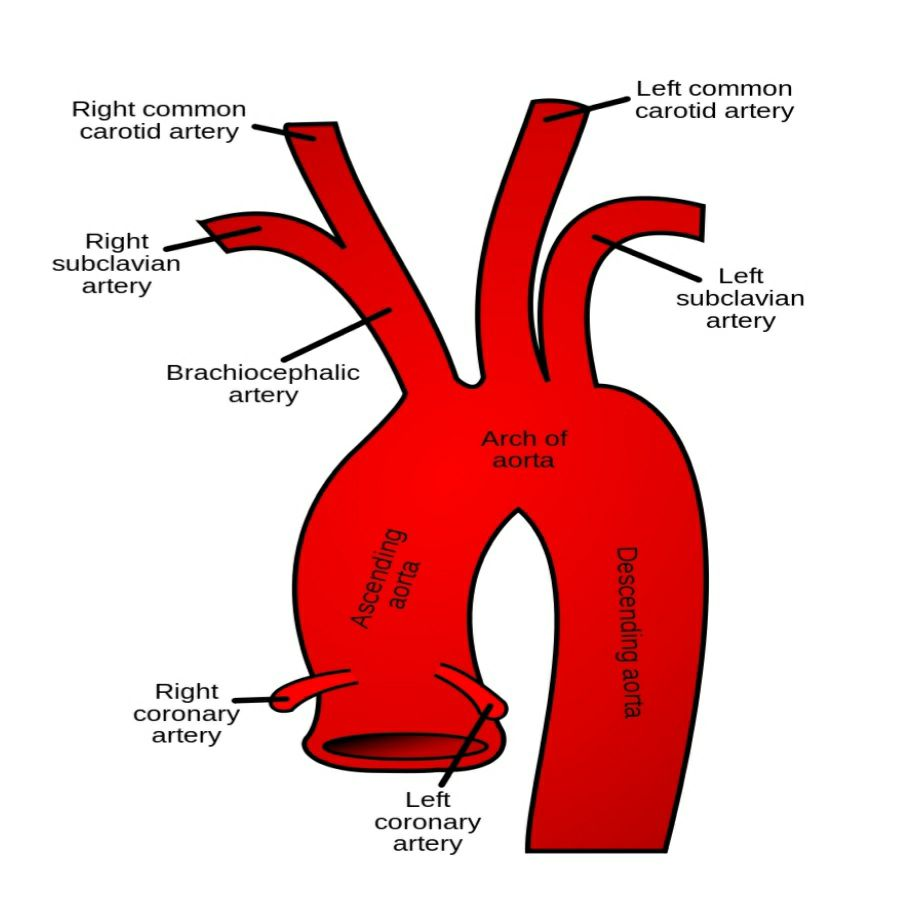 Right common
carotid artery
Left common
carotid artery
Right
subclavian
artery
Left
subclavian
artery
Brachiocephalic
artery
Arch of
aorta
Ascending
aorta
Descending aorta
Right
coronary
artery
Left
coronary
artery